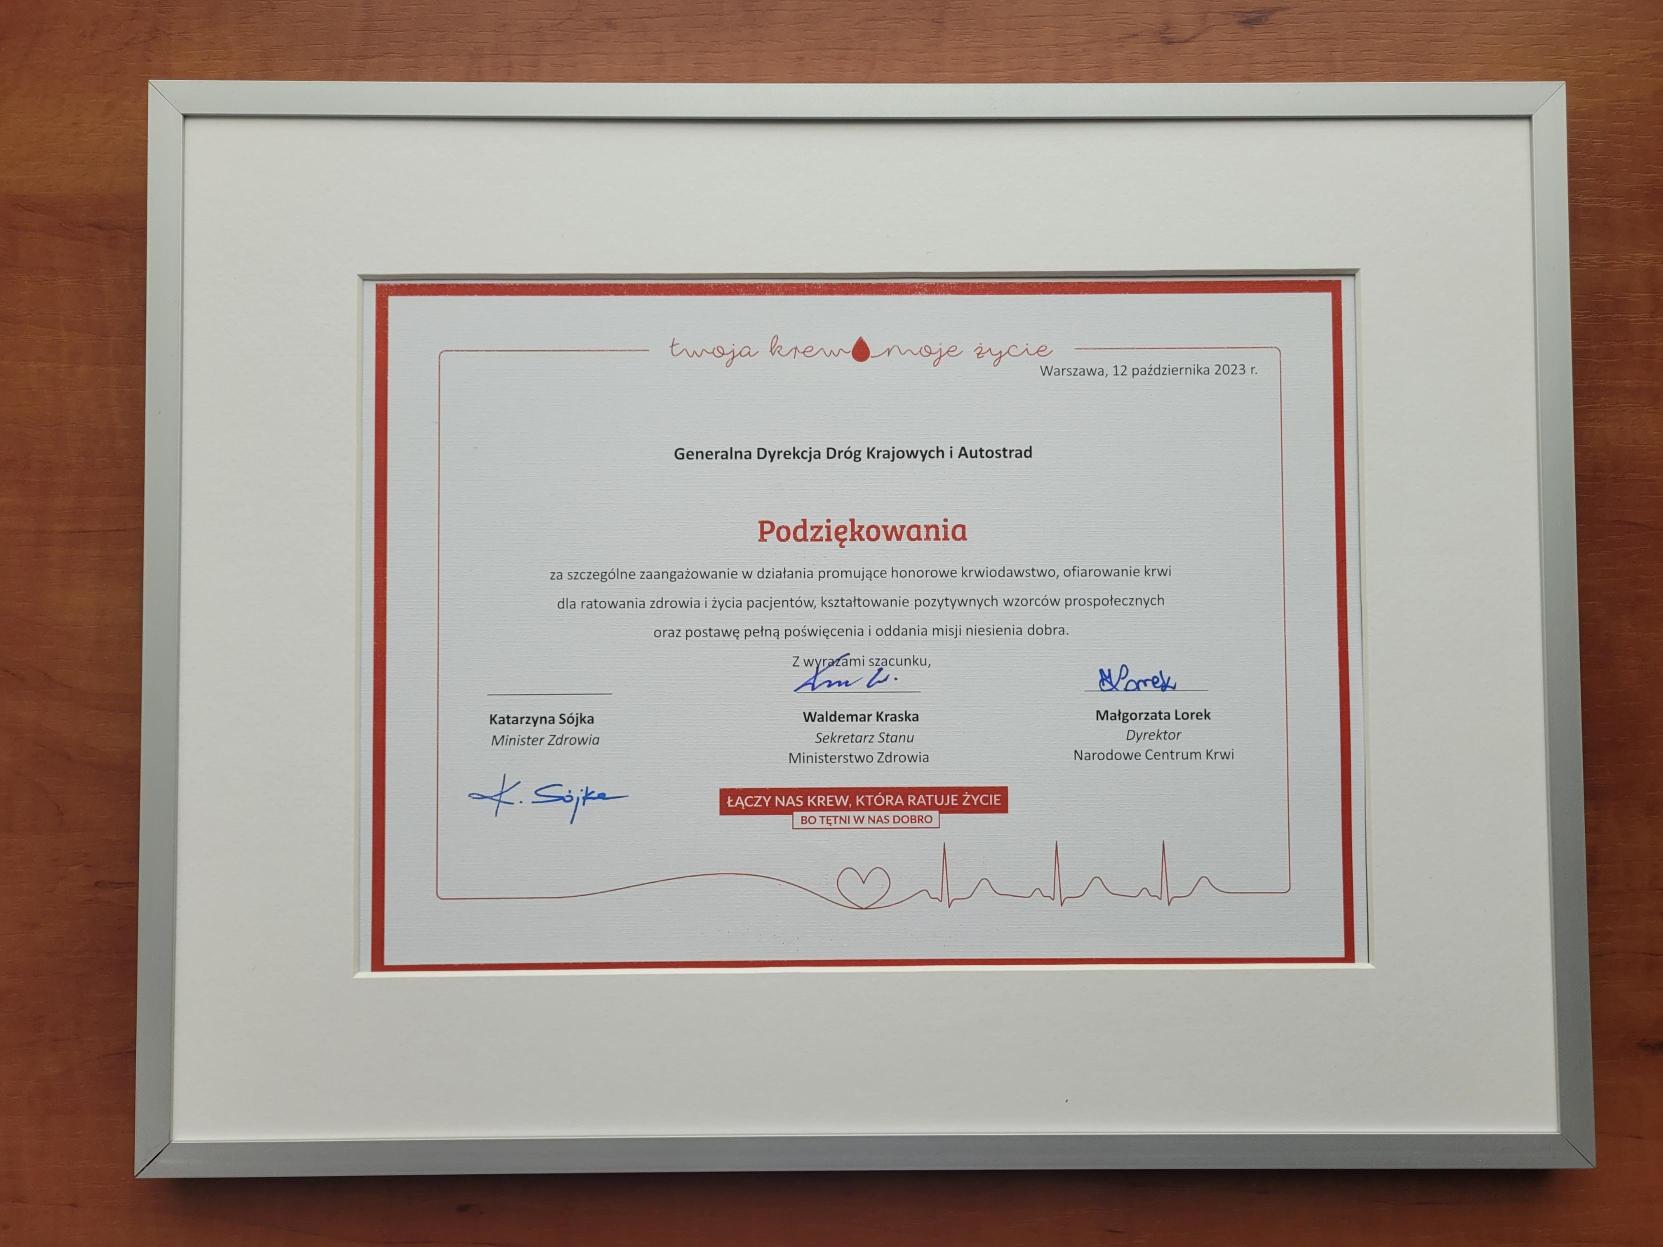 twoja krew moje życie
Warszawa, 12 października 2023 r.
Generalna Dyrekcja Dróg Krajowych i Autostrad
Podziękowania
za szczególne zaangażowanie w działania promujące honorowe krwiodawstwo, ofiarowanie krwi
dla ratowania zdrowia i życia pacjentów, kształtowanie pozytywnych wzorców prospołecznych
oraz postawę pełną poświęcenia i oddania misji niesienia dobra.
Z wyrazami szacunku,
Lorek
Katarzyna Sójka
Minister Zdrowia
K. Sójka
Waldemar Kraska
Sekretarz Stanu
Ministerstwo Zdrowia
Małgorzata Lorek
Dyrektor
Narodowe Centrum Krwi
ŁĄCZY NAS KREW, KTÓRA RATUJE ŻYCIE
BO TĘTNI W NAS DOBRO